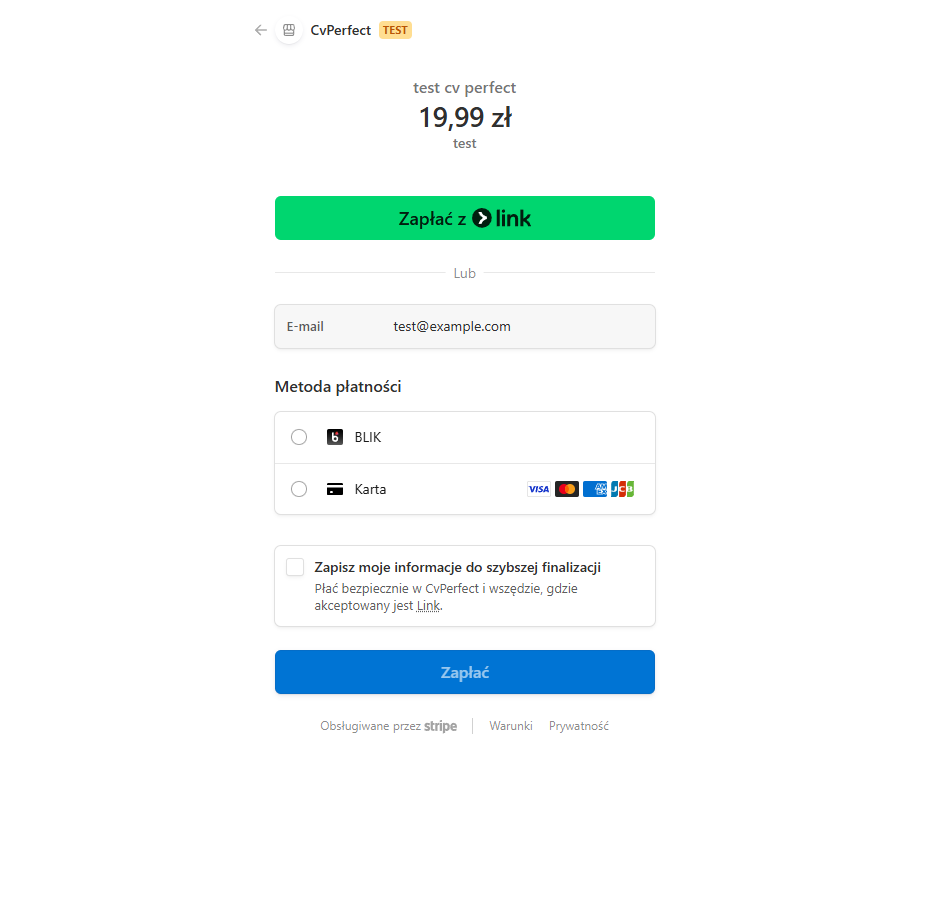 CvPerfect TEST
test cv perfect
19,99 zł
test
Zapłać z link
Lub
E-mail test@example.com
Metoda płatności
BLIK
Karta VISA AMEX JCB
Zapisz moje informacje do szybszej finalizacji
Płać bezpiecznie w CvPerfect i wszędzie, gdzie
akceptowany jest Link.
Zapłać
Obsługiwane przez stripe Warunki Prywatność